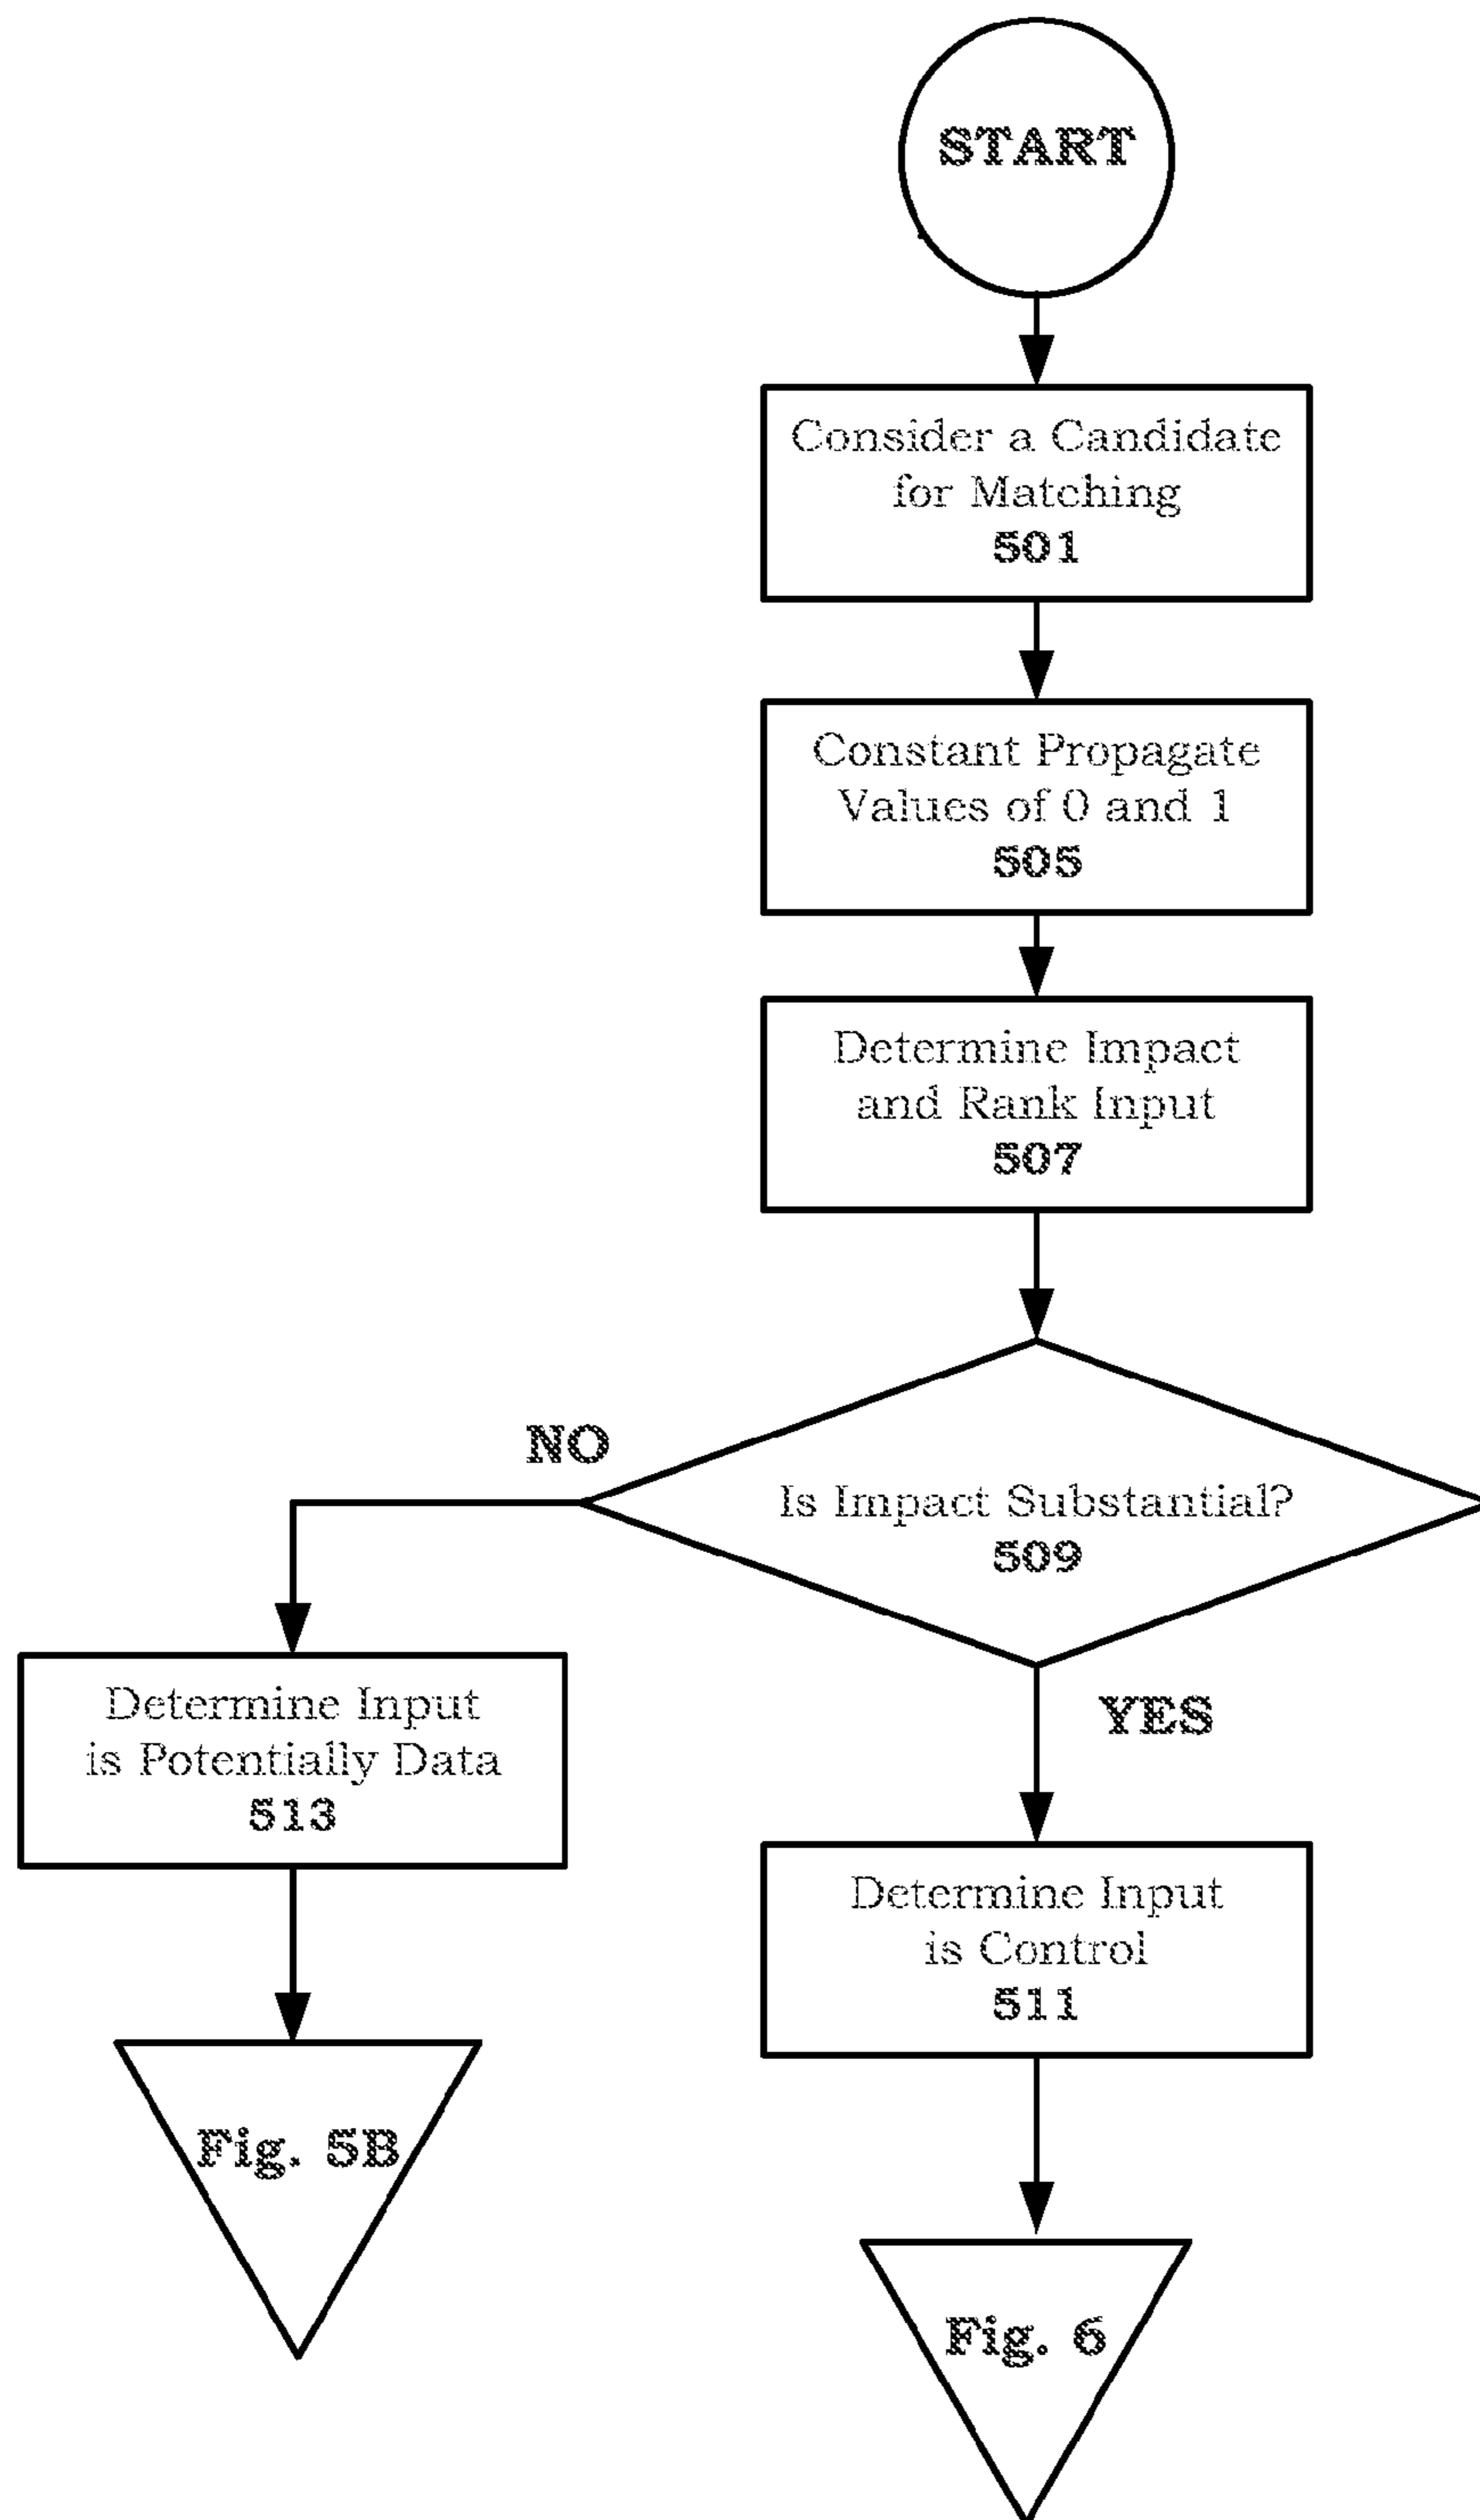 START
Consider a Candidate
for Matching
501
Constant Propagate
Values of 0 and 1
505
Determine Impact
and Rank Input
507
NO
Is Impact Substantial?
509
YES
Determine Input
is Potentially Data
513
Determine Input
is Control
511
Fig. 5B
Fig. 6